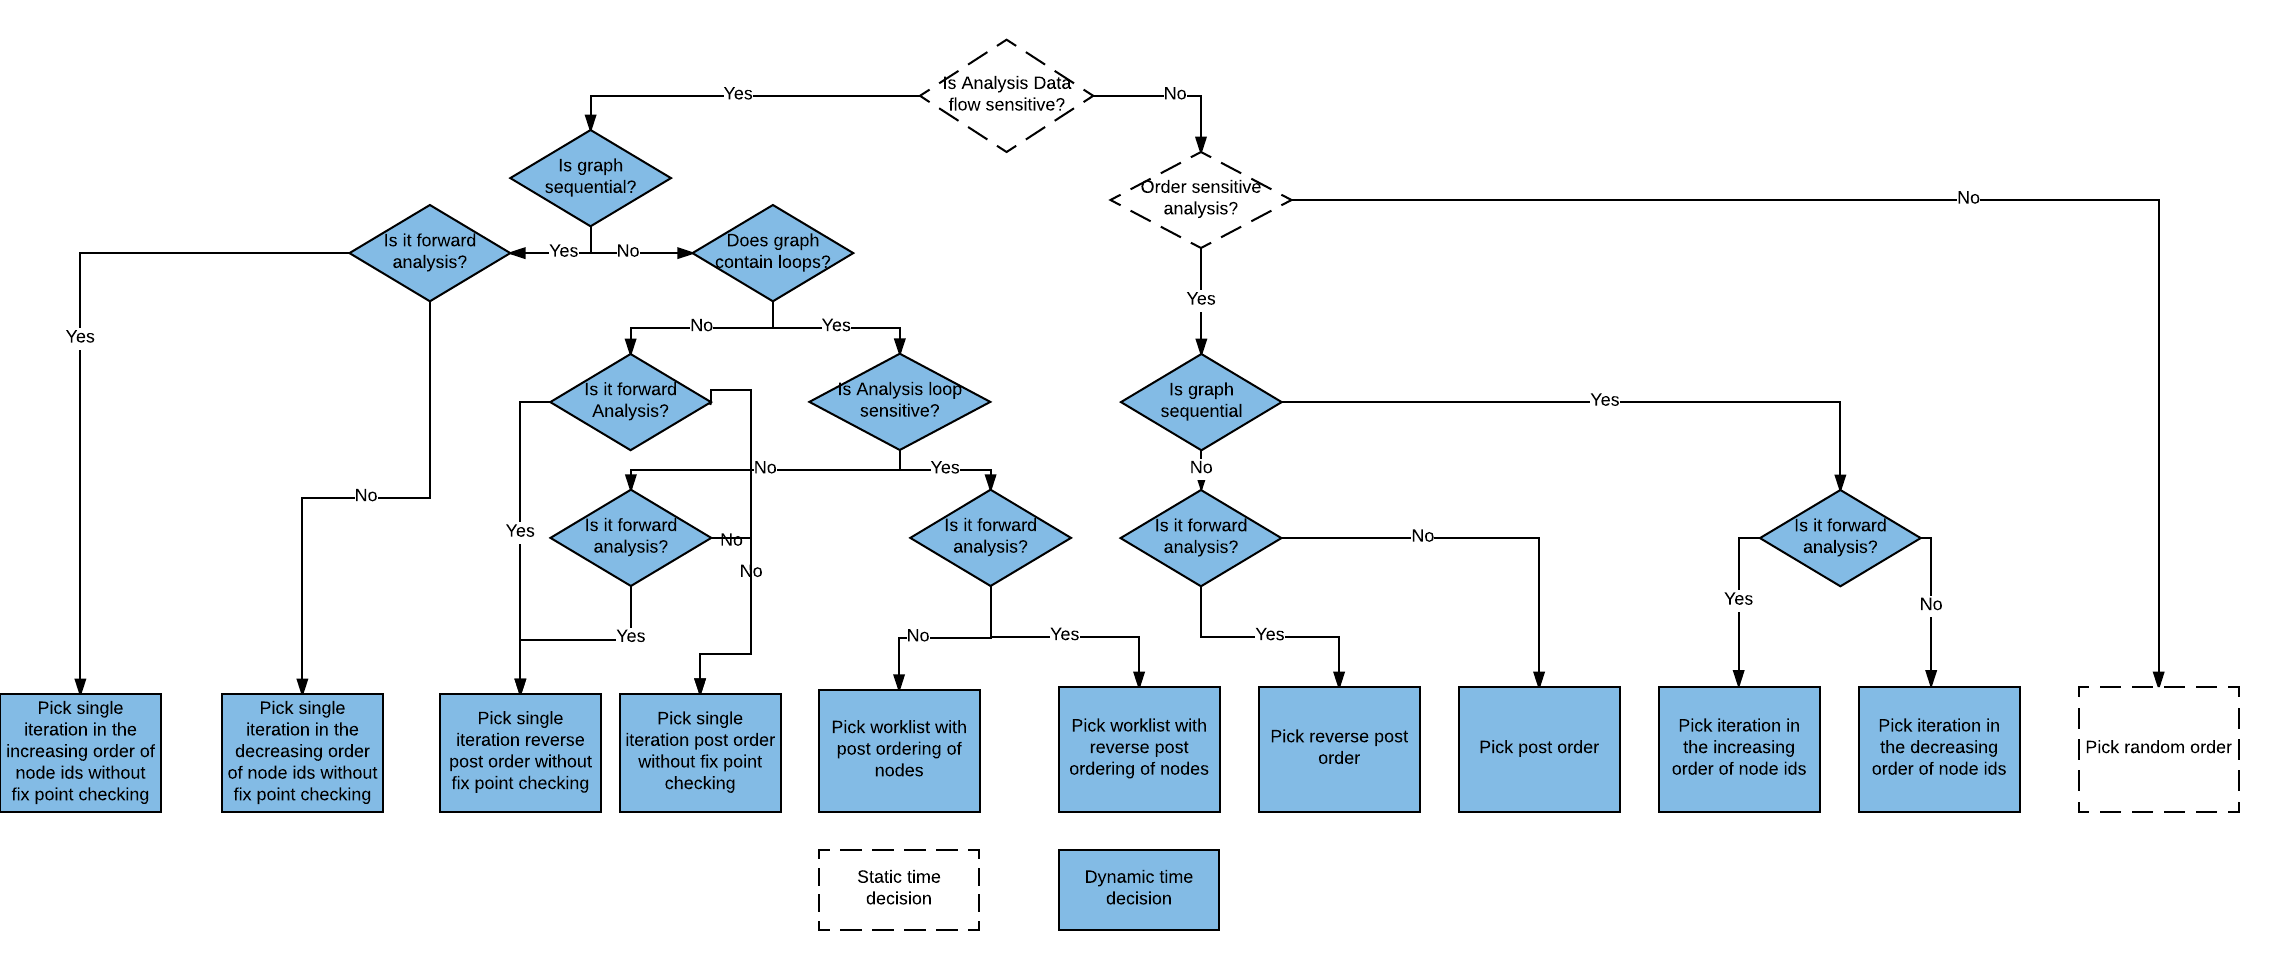 Is Analysis Data
flow sensitive?
Yes
No
Is graph
sequential?
Order sensitive
analysis?
No
Is it forward
analysis?
Yes
No
Does graph
contain loops?
Yes
No
Yes
Yes
Is it forward
Analysis?
Is Analysis loop
sensitive?
Is graph
sequential
Yes
No
No
Yes
No
Yes
Is it forward
analysis?
No
No
Is it forward
analysis?
Is it forward
analysis?
No
Is it forward
analysis?
Yes
No
Yes
No
Yes
Yes
Pick single
iteration in the
increasing order of
node ids without
fix point checking
Pick single
iteration in the
decreasing order
of node ids without
fix point checking
Pick single
iteration reverse
post order without
fix point checking
Pick single
iteration post order
without fix point
checking
Pick worklist with
post ordering of
nodes
Pick worklist with
reverse post
ordering of nodes
Pick reverse post
order
Pick post order
Pick iteration in
the increasing
order of node ids
Pick iteration in
the decreasing
order of node ids
Pick random order
Static time
decision
Dynamic time
decision